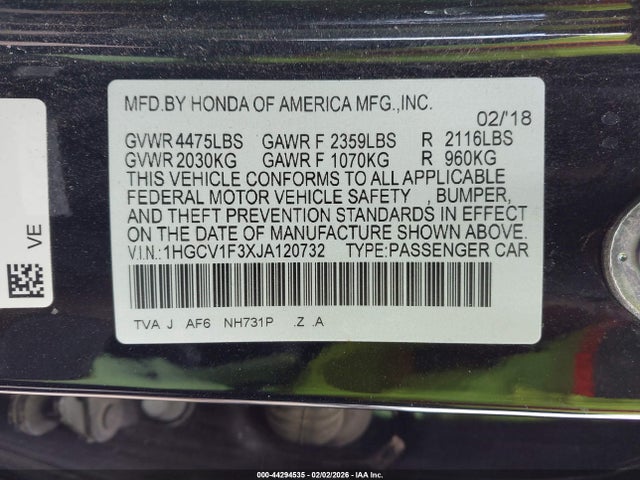 MFD.BY HONDA OF AMERICA MFG.,INC.
02/'18
GVWR 4475LBS GAWR F 2359LBS R 2116LBS
GVWR 2030KG GAWR F 1070KG R 960KG
THIS VEHICLE CONFORMS TO ALL APPLICABLE
FEDERAL MOTOR VEHICLE SAFETY , BUMPER,
AND THEFT PREVENTION STANDARDS IN EFFECT
ON THE DATE OF MANUFACTURE SHOWN ABOVE.
V.I.N.: 1HGCV1F3XJA120732 TYPE:PASSENGER CAR
TVA J AF6 NH731P .Z .A
VE
000-44294535 - 02/02/2026 - IAA Inc.